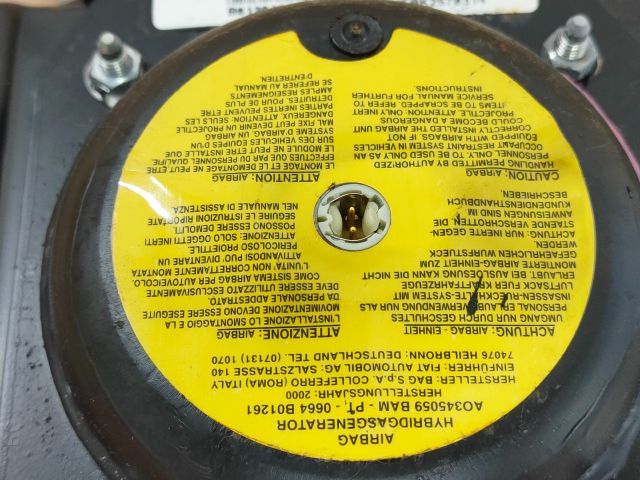 AIRBAG
HYBRIDGASGENERATOR
AO3450059 BAM - PT, - 0664 B01261
HERSTELLUNGSJAHR: 2000
HERSTELLER: BAG S.p.A. COLLEFERRO (ROMA) ITALY
EINFÜHRER: FIAT AUTOMOBIL AG. SALZSTRASSE 140
74076 HEILBRONN: DEUTSCHLAND TEL. (07131) 1070
ACHTUNG: AIRBAG - EINHEIT -
UMGANG NUR DURCH GESCHULTES
PERSONAL ERLAUBT VERWENDUNG NUR ALS
INSASSEN-RÜCKHALTE-SYSTEM MIT
LUFTSACK FUER KRAFTFAHRZEUGE
ERLAUBT BEI AUSLOESUNG KANN DIE NICHT
MONTIERTE AIRBAG-EINHEIT ZUM
GEFAEHRLICHEN WURFSTUECK
WERDEN.
ACHTUNG: NUR INERTE GEGEN-
STAENDE VERSCHROTTEN. DIE
ANWEISUNGEN SIND IM
KUNDENDIENSTHANDBUCH
BESCHRIEBEN.
ATTENZIONE: AIRBAG
L'INSTALLAZIONE LO SMONTAGGIO E LA
MOVIMENTAZIONE DEVONO ESSERE ESEGUITE
DA PERSONALE ADDESTRATO.
DEVE ESSERE UTILIZZATO ESCLUSIVAMENTE
COME SISTEMA AIRBAG PER AUTOVEICOLO.
L'UNITA' NON CORRETTAMENTE MONTATA
ATTIVANDOSI PUO' DIVENTARE UN
PERICOLOSO PROIETTILE.
ATTENZIONE: SOLO OGGETTI INERTI
POSSONO ESSERE DEMOLITI
SEGUIRE LE ISTRUZIONI RIPORTATE
NEL MANUALE DI ASSISTENZA
CAUTION: AIRBAG
HANDLING PERMITTED BY AUTHORIZED
PERSONNEL ONLY TO BE USED ONLY AS AN
OCCUPANT RESTRAINT SYSTEM IN VEHICLES
EQUIPPED WITH AIRBAGS. IF NOT
CORRECTLY INSTALLED THE AIRBAG UNIT
COULD BECOME A DANGEROUS
PROJECTILE. ATTENTION: ONLY INERT
ITEMS TO BE SCRAPPED. REFER TO
SERVICE MANUAL FOR FURTHER
INSTRUCTIONS.
ATTENTION: AIRBAG
LE MONTAGE ET LE DEMONTAGE NE PEUT ETRE
EFFECTUES QUE PAR DU PERSONNEL QUALIFIE
LE MODULE NE PEUT ETRE INSTALLE QUE
SUR DES VEHICULES EQUIPES D'UN
SYSTEME D'AIRBAG. UN MODULE
MAL FIXE PEUT DEVENIR UN PROJECTILE
DANGEREUX. ATTENTION: SEULS LES
PARTIES INERTES PEUVENT ETRE
DETRUITES. POUR DE PLUS
AMPLES RENSEIGNEMENTS
SE REFERER AU MANUAL
D'ENTRETIEN.